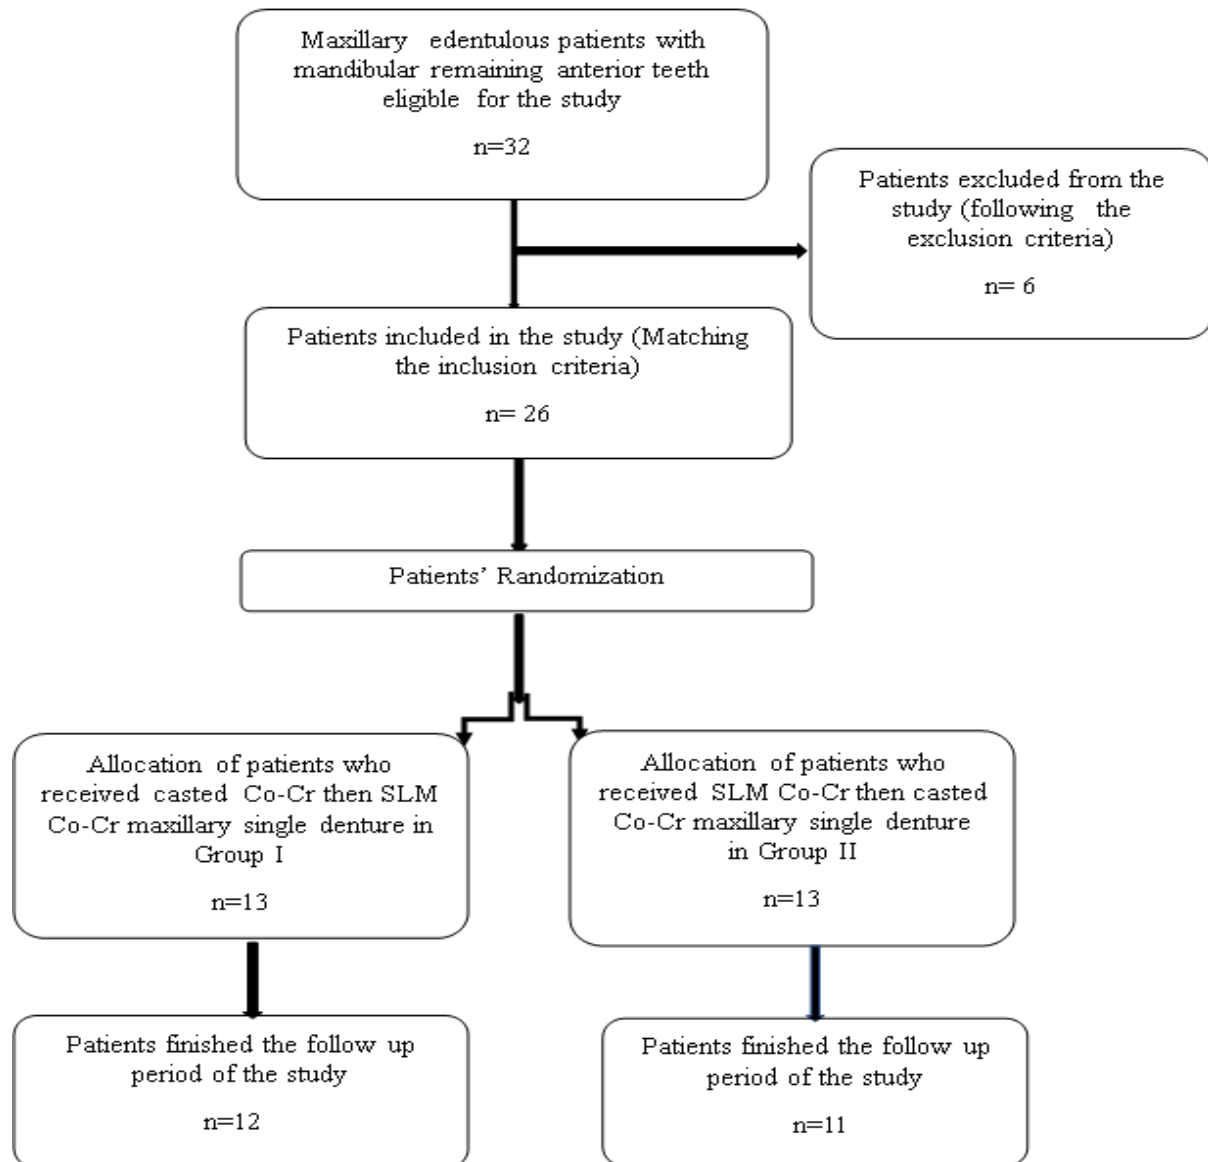 Maxillary edentulous patients with
mandibular remaining anterior teeth
eligible for the study
n=32
Patients excluded from the
study (following the
exclusion criteria)
n= 6
Patients included in the study (Matching
the inclusion criteria)
n= 26
Patients’ Randomization
Allocation of patients who
received casted Co-Cr then SLM
Co-Cr maxillary single denture in
Group I
n=13
Allocation of patients who
received SLM Co-Cr then casted
Co-Cr maxillary single denture
in Group II
n=13
Patients finished the follow up
period of the study
n=12
Patients finished the follow up
period of the study
n=11